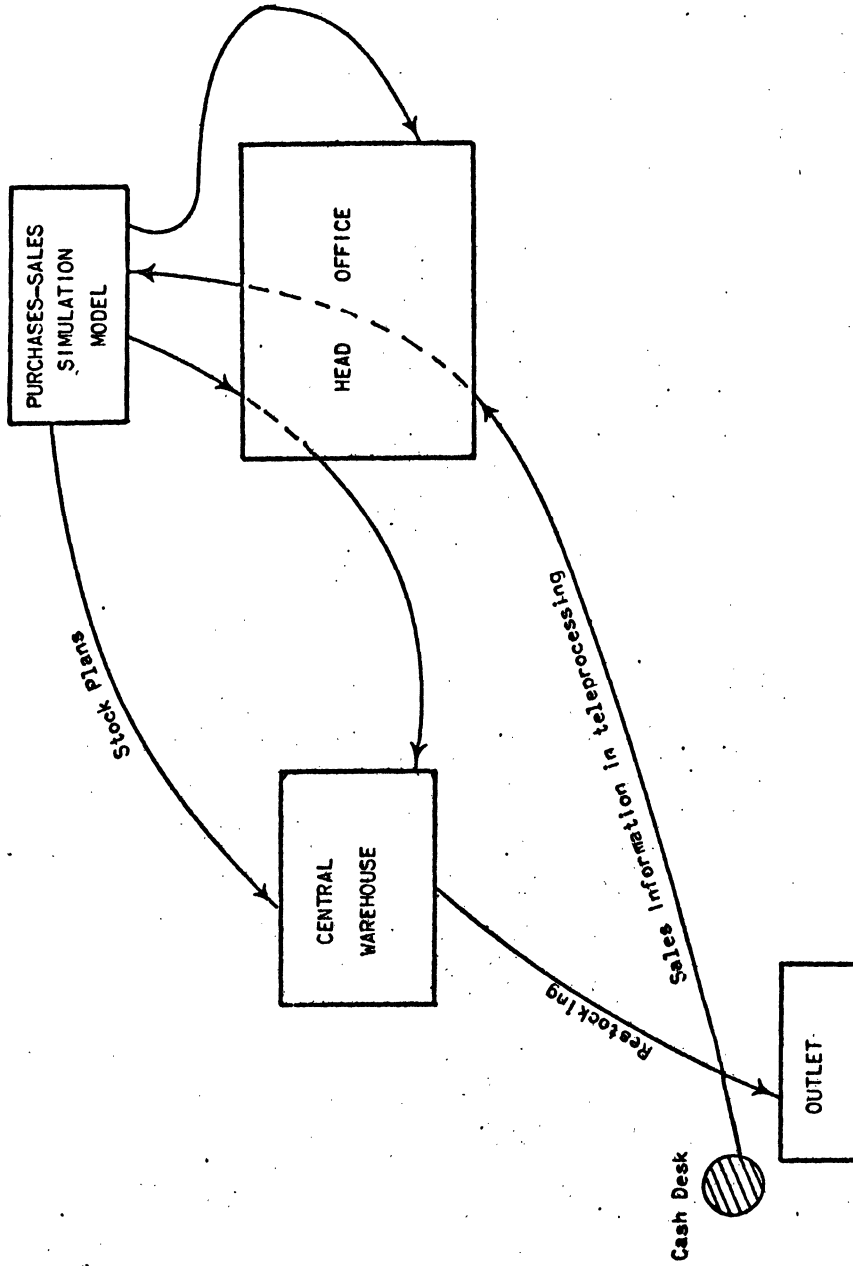 PURCHASES-SALES
SIMULATION
MODEL
HEAD OFFICE
Stock Plans
CENTRAL
WAREHOUSE
Sales Information in teleprocessing
Restocking
Cash Desk
OUTLET